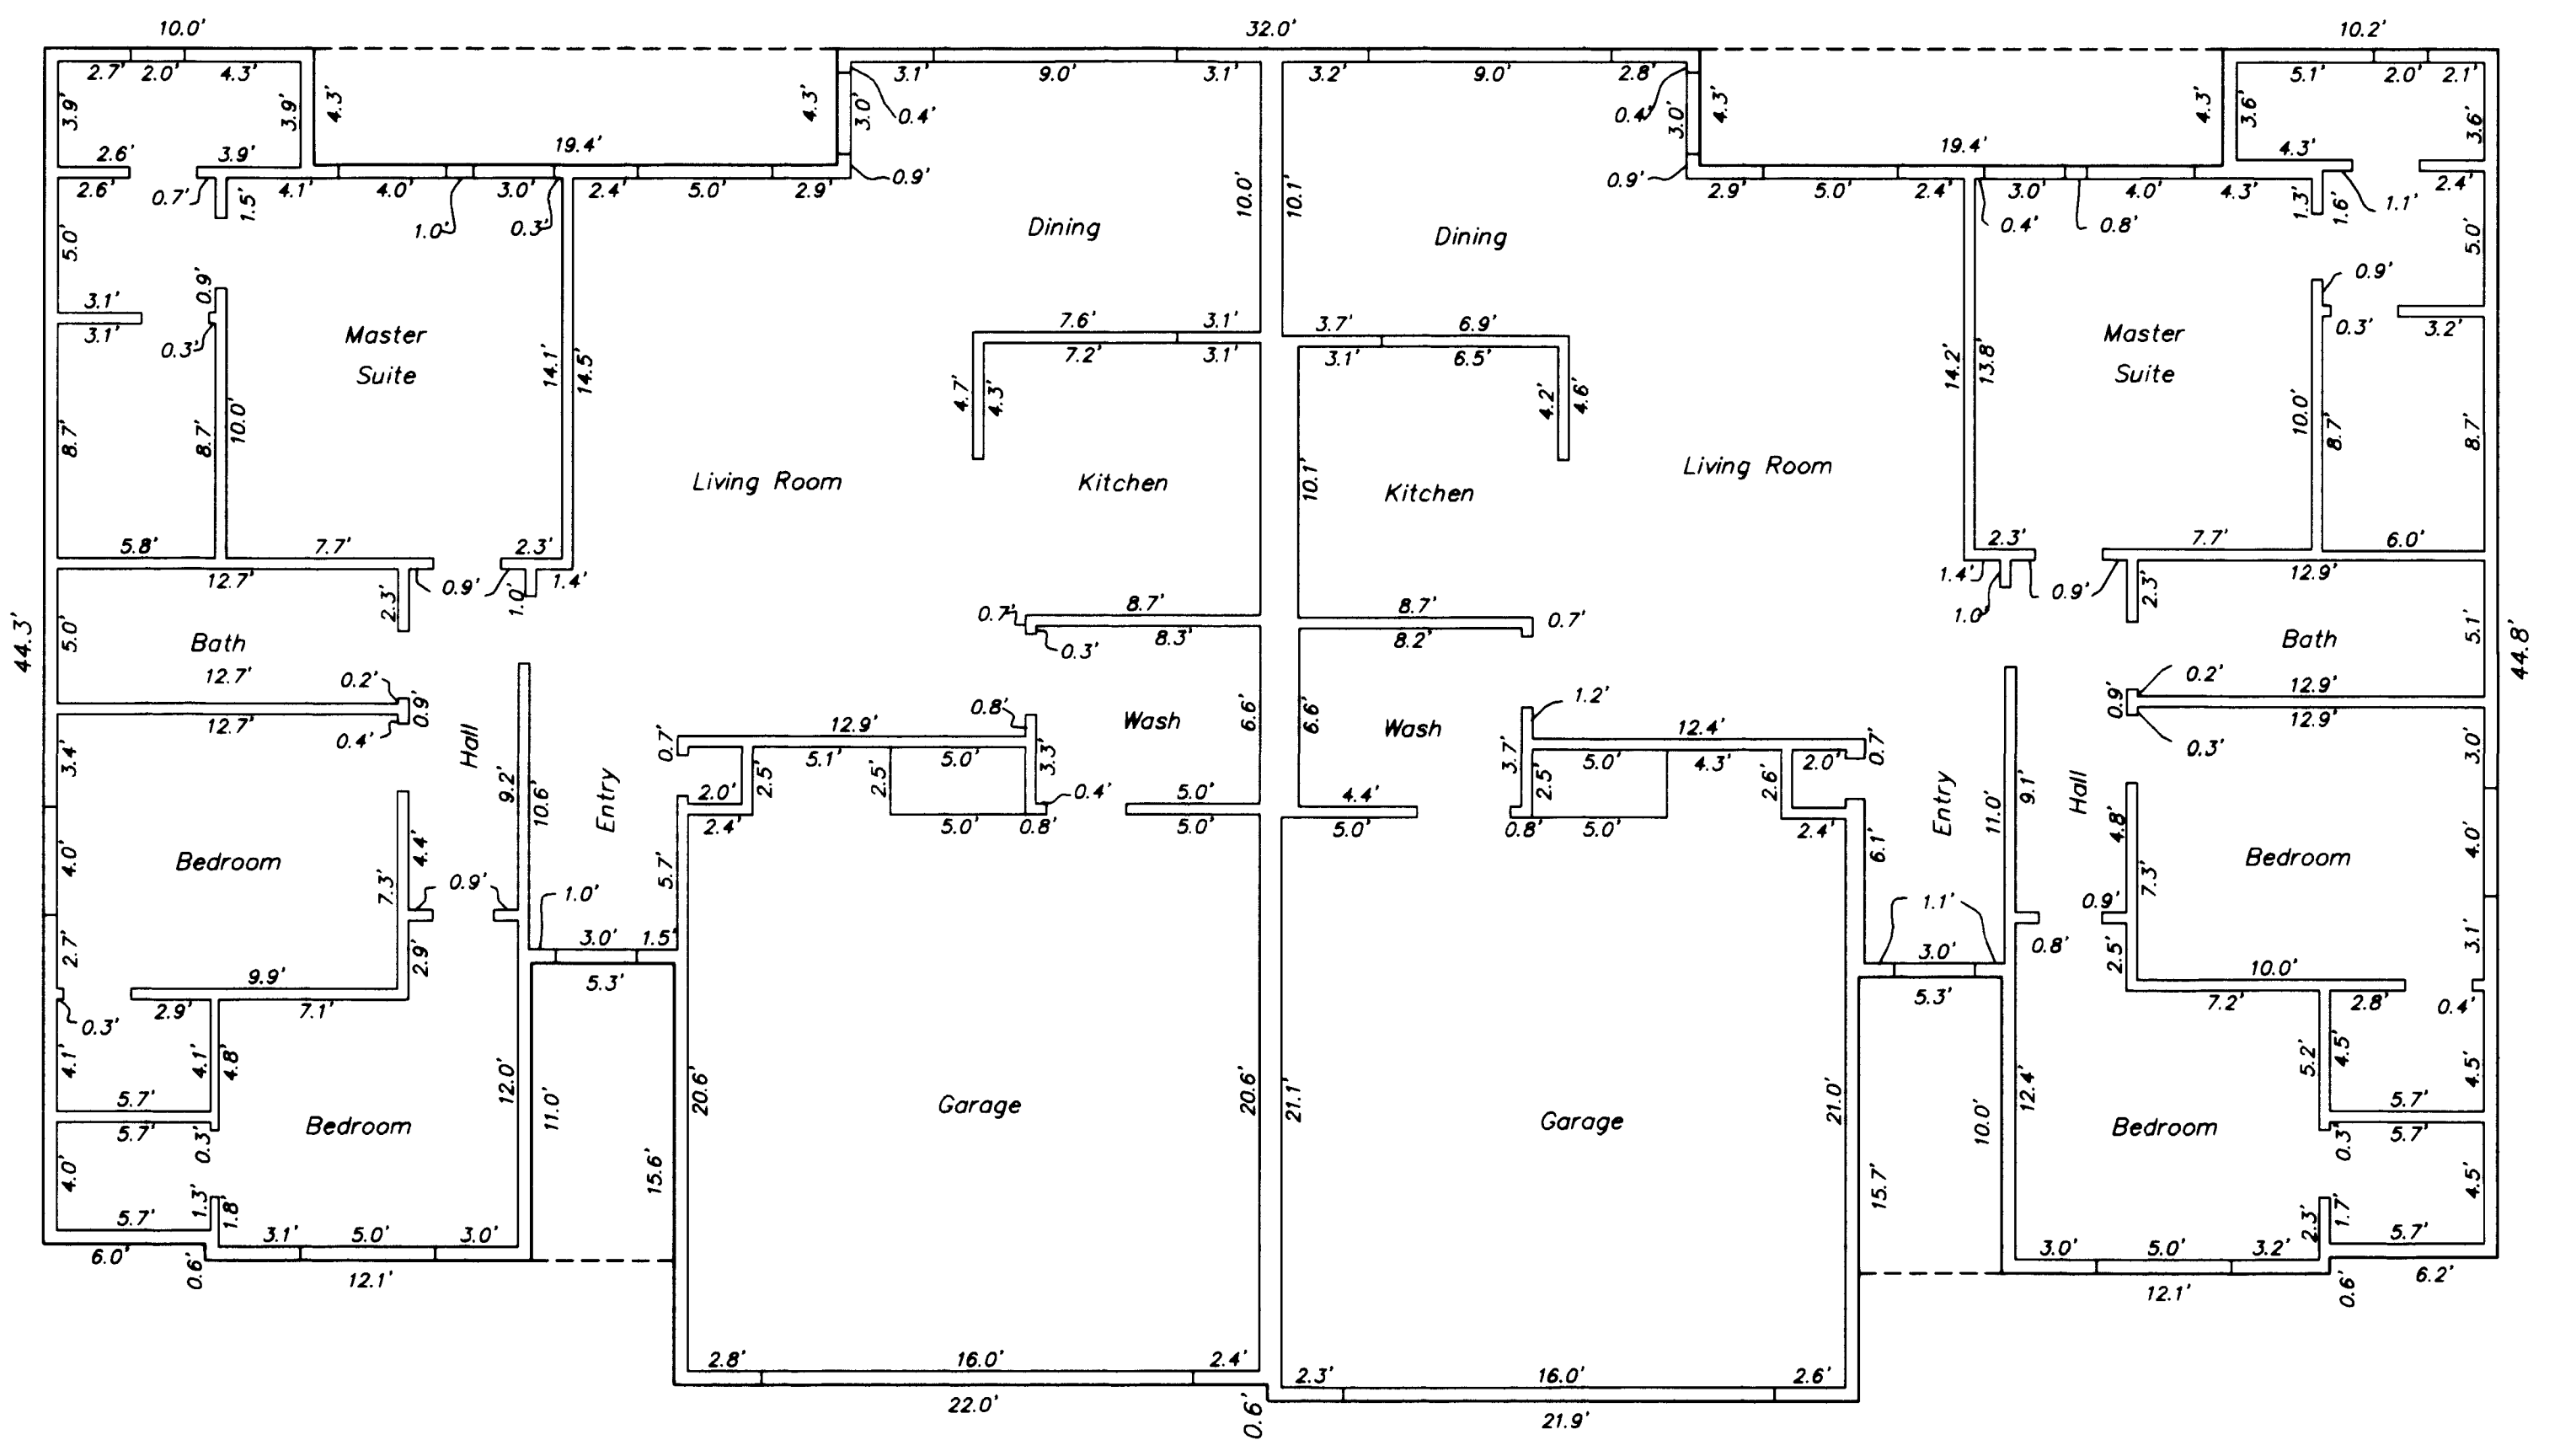 10.0'
32.0'
10.2'
2.7' 2.0' 4.3'
3.1' 9.0' 3.1'
3.2' 9.0' 2.8'
5.1' 2.0' 2.1'
3.9' 3.9' 4.3' 4.3' 3.0' 0.4'
0.4' 3.0' 4.3' 4.3' 3.6' 3.6'
2.6' 3.9' 19.4'
19.4' 4.3'
2.6' 0.7' 1.5' 4.1' 4.0' 3.0' 2.4' 5.0' 2.9' 0.9'
0.9' 2.9' 5.0' 2.4' 3.0' 4.0' 4.3' 1.3' 1.6' 1.1' 2.4'
1.0' 0.3' 10.0' 10.1'
0.4' 0.8'
5.0' Dining Dining 5.0'
3.1' 0.9' 0.9'
3.1' 0.3' 0.3' 3.2'
Master
Suite
Master
Suite
14.1' 14.5' 14.2' 13.8'
7.6' 3.1' 3.7' 6.9'
7.2' 3.1' 3.1' 6.5'
4.7' 4.3' 4.2' 4.6'
8.7' 8.7' 10.0' 10.0' 8.7' 8.7'
Living Room Kitchen 10.1' Kitchen Living Room
5.8' 7.7' 2.3'
2.3' 7.7' 6.0'
12.7' 2.3' 0.9' 1.0' 1.4'
1.4' 1.0' 0.9' 2.3' 12.9'
0.7' 8.7' 8.7' 0.7'
0.3' 8.3' 8.2'
44.3' 5.0' Bath Bath 5.1' 44.8'
12.7' 0.2' 0.9' 0.9' 0.2' 12.9'
12.7' 0.4' 0.3' 12.9'
3.4' Hall 0.7' 12.9' 0.8' Wash 6.6' 6.6' Wash 1.2' 12.4' 0.7' 3.0'
2.5' 5.1' 2.5' 5.0' 3.3' 3.7' 2.5' 5.0' 4.3' 2.6' 2.0'
9.2' 10.6' Entry 2.0' 0.4' 5.0' 4.4' Entry 11.0' 9.1' Hall
2.4' 5.0' 0.8' 5.0' 5.0' 0.8' 5.0' 2.4'
4.0' Bedroom 7.3' 4.4' 5.7' 6.1' 4.8' 7.3' Bedroom 4.0'
0.9' 1.0' 1.1' 0.9'
2.7' 2.9' 3.0' 1.5' 3.0' 0.8' 2.5' 3.1'
9.9' 5.3' 5.3' 10.0'
0.3' 2.9' 7.1' 7.2' 2.8' 0.4'
4.1' 4.1' 4.8' 12.0' 11.0' 20.6' Garage 20.6' 21.1' Garage 21.0' 10.0' 12.4' 5.2' 4.5' 4.5'
5.7' 5.7'
5.7' 0.3' Bedroom Bedroom 0.3' 5.7'
4.0' 15.6' 15.7' 4.5'
5.7' 1.3' 1.8' 3.1' 5.0' 3.0'
3.0' 5.0' 3.2' 2.3' 1.7' 5.7'
6.0' 0.6' 12.1'
12.1' 0.6' 6.2'
2.8' 16.0' 2.4' 2.3' 16.0' 2.6'
22.0' 0.6' 21.9'